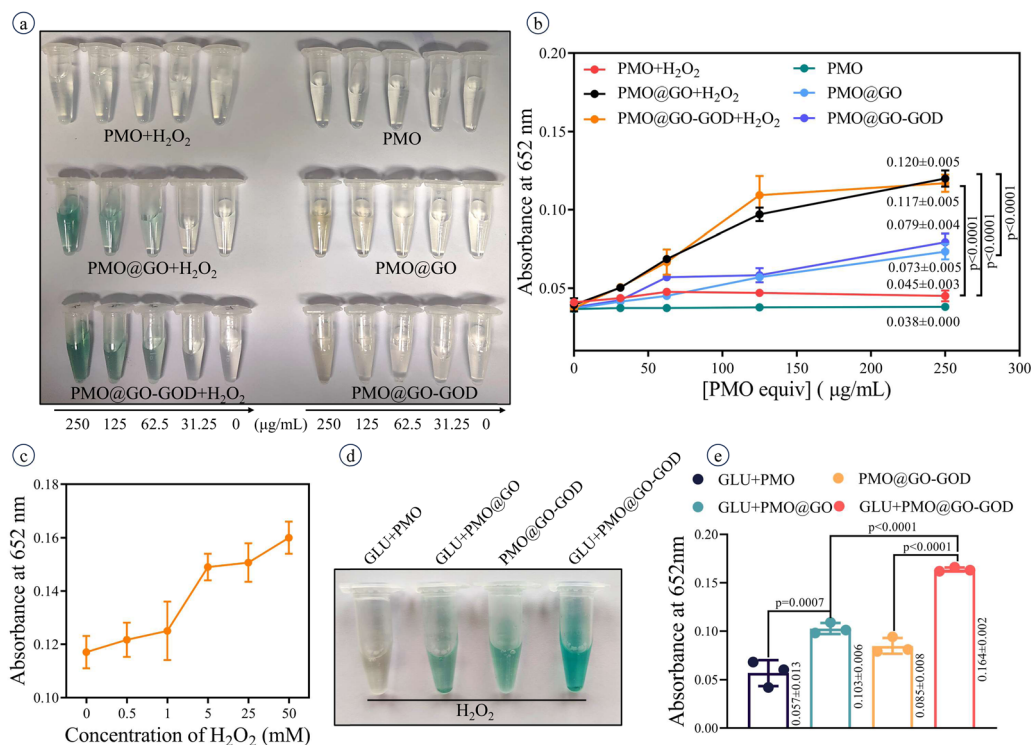 a
PMO+H₂O₂
PMO
PMO@GO+H₂O₂
PMO@GO
PMO@GO-GOD+H₂O₂
PMO@GO-GOD
250 125 62.5 31.25 0 (μg/mL) 250 125 62.5 31.25 0
b
Absorbance at 652 nm
0.20
0.15
0.10
0.05
PMO+H₂O₂
PMO@GO+H₂O₂
PMO@GO-GOD+H₂O₂
PMO
PMO@GO
PMO@GO-GOD
0.120±0.005
0.117±0.005
0.079±0.004
0.073±0.005
0.045±0.003
0.038±0.000
p<0.0001
p<0.0001
p<0.0001
0 50 100 150 200 250 300
[PMO equiv] ( μg/mL)
c
Absorbance at 652 nm
0.18
0.16
0.14
0.12
0.10
0 0.5 1 5 25 50
Concentration of H₂O₂ (mM)
d
GLU+PMO
GLU+PMO@GO
PMO@GO-GOD
GLU+PMO@GO-GOD
H₂O₂
e
GLU+PMO
PMO@GO-GOD
GLU+PMO@GO
GLU+PMO@GO-GOD
Absorbance at 652nm
0.20
0.15
0.10
0.05
0.00
p<0.0001
p<0.0001
p=0.0007
0.057±0.013
0.103±0.006
0.085±0.008
0.164±0.002